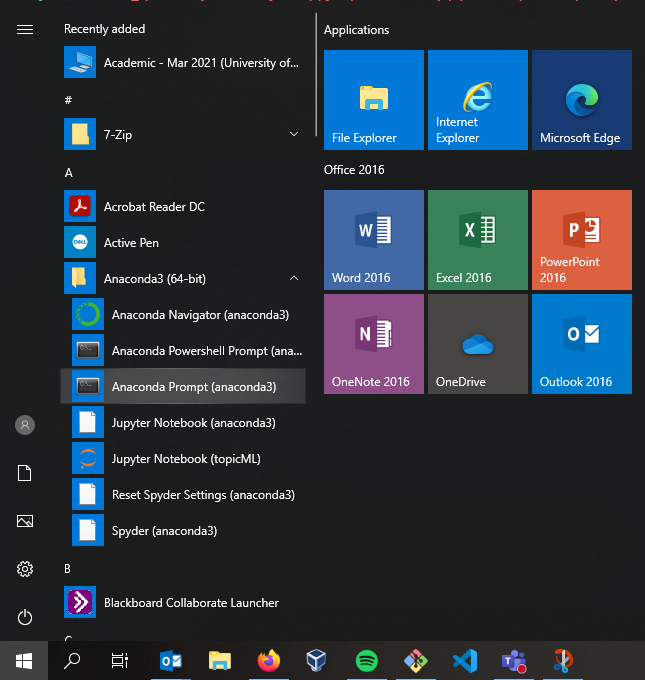 Recently added
Academic - Mar 2021 (University of...
#
7-Zip
A
Acrobat Reader DC
DELL
Active Pen
Anaconda3 (64-bit)
Anaconda Navigator (anaconda3)
Anaconda Powershell Prompt (ana...
Anaconda Prompt (anaconda3)
Jupyter Notebook (anaconda3)
Jupyter Notebook (topicML)
Reset Spyder Settings (anaconda3)
Spyder (anaconda3)
B
Blackboard Collaborate Launcher
Applications
File Explorer
Internet
Explorer
Microsoft Edge
Office 2016
W
Word 2016
X
Excel 2016
P
PowerPoint
2016
N
OneNote 2016
OneDrive
O
Outlook 2016